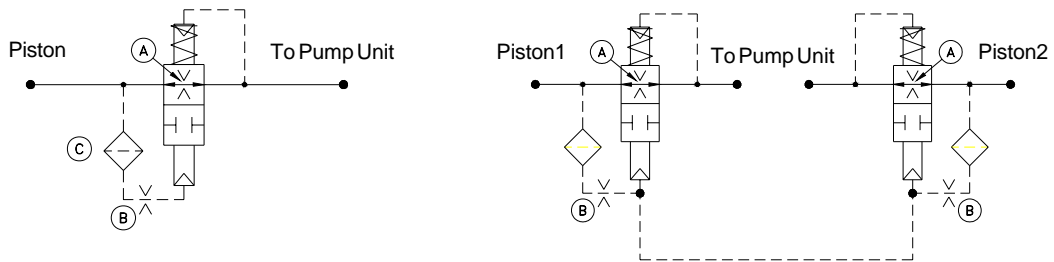 Piston
A
To Pump Unit
C
B
Piston1
A
To Pump Unit
A
Piston2
B
B